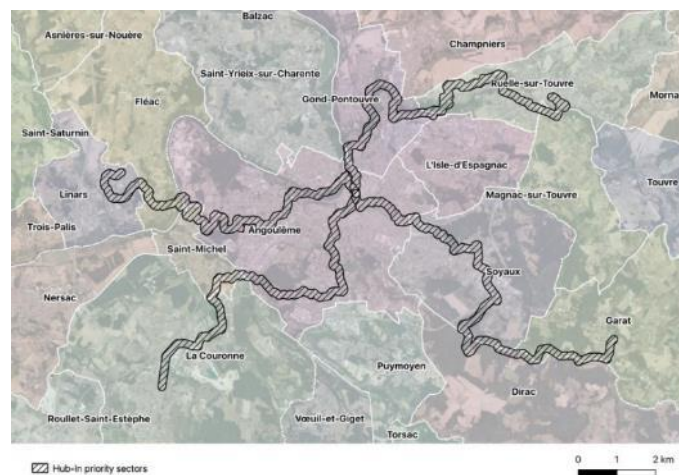 Balzac
Asnières-sur-Nouère
Champniers
Saint-Yrieix-sur-Charente
Ruelle-sur-Touvre
Fléac
Gond-Pontouvre
Morna
Saint-Saturnin
L'Isle-d'Espagnac
Linars
Touvre
Magnac-sur-Touvre
Trois-Palis
Angoulême
Saint-Michel
Soyaux
Nersac
Garat
La Couronne
Puymoyen
Dirac
Roullet-Saint-Estèphe
Vœuil-et-Giget
Torsac
Hub-in priority sectors
0 1 2 km